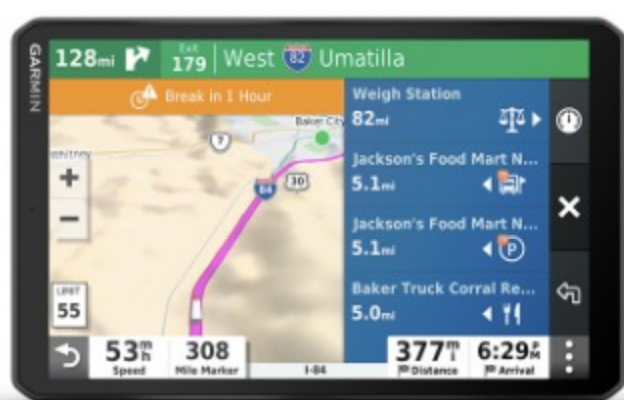 GARMIN
128mi
Exit
179
West 82 Umatilla
Break in 1 Hour
Weigh Station
82mi
Jackson's Food Mart N...
5.1mi
Jackson's Food Mart N...
5.1mi
P
Baker Truck Corral Re...
5.0mi
Baker City
7
30
84
+
−
LIMIT
55
53mh
Speed
308
Mile Marker
I-84
377mi
Distance
6:29PM
Arrival